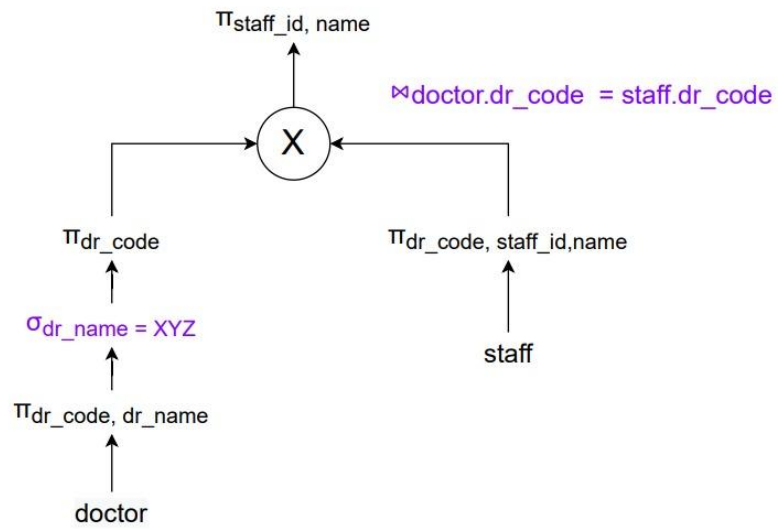 πstaff_id, name
⋈doctor.dr_code = staff.dr_code
X
πdr_code
πdr_code, staff_id,name
σdr_name = XYZ
staff
πdr_code, dr_name
doctor